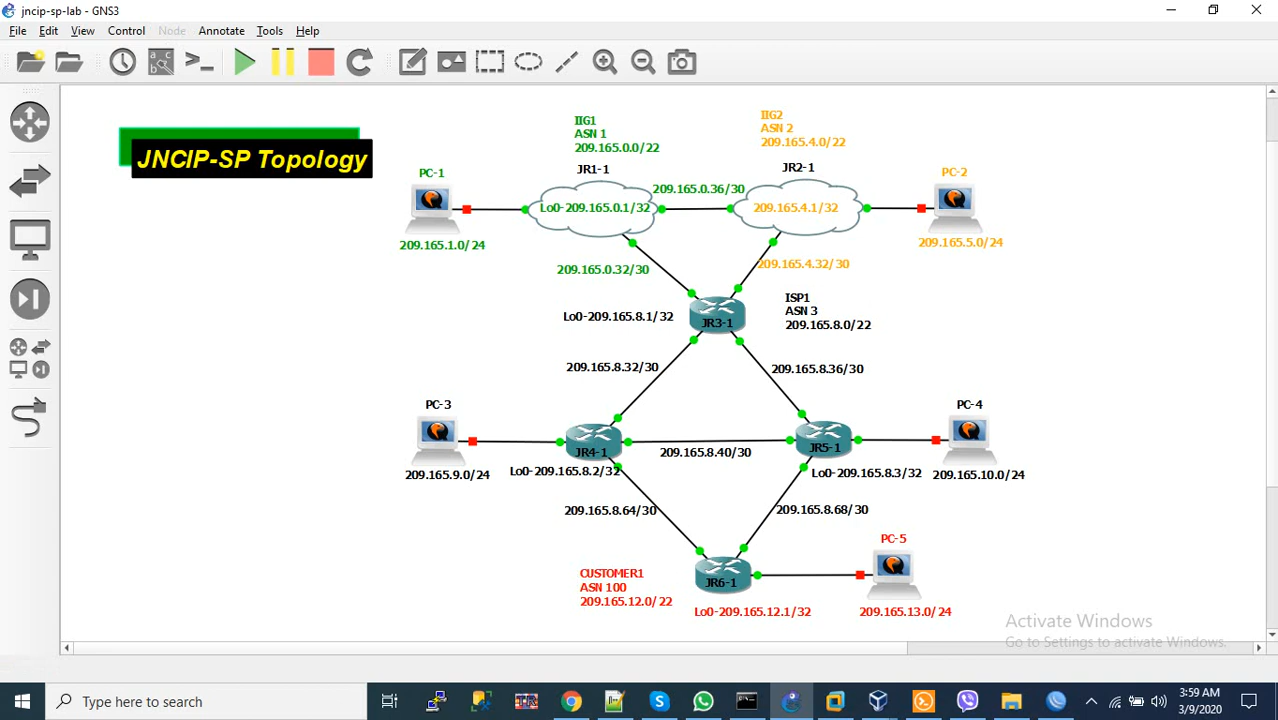 jncip-sp-lab - GNS3
File Edit View Control Node Annotate Tools Help
JNCIP-SP Topology
IIG1
ASN 1
209.165.0.0/22
IIG2
ASN 2
209.165.4.0/22
JR1-1
JR2-1
PC-1
PC-2
209.165.0.36/30
Lo0-209.165.0.1/32
209.165.4.1/32
209.165.1.0/24
209.165.5.0/24
209.165.0.32/30
209.165.4.32/30
ISP1
ASN 3
209.165.8.0/22
Lo0-209.165.8.1/32
JR3-1
209.165.8.32/30
209.165.8.36/30
PC-3
PC-4
JR4-1
JR5-1
209.165.8.40/30
Lo0-209.165.8.2/32
Lo0-209.165.8.3/32
209.165.9.0/24
209.165.10.0/24
209.165.8.64/30
209.165.8.68/30
PC-5
CUSTOMER1
ASN 100
209.165.12.0/22
JR6-1
Lo0-209.165.12.1/32
209.165.13.0/24
Activate Windows
Go to Settings to activate Windows.
Type here to search
3:59 AM
3/9/2020